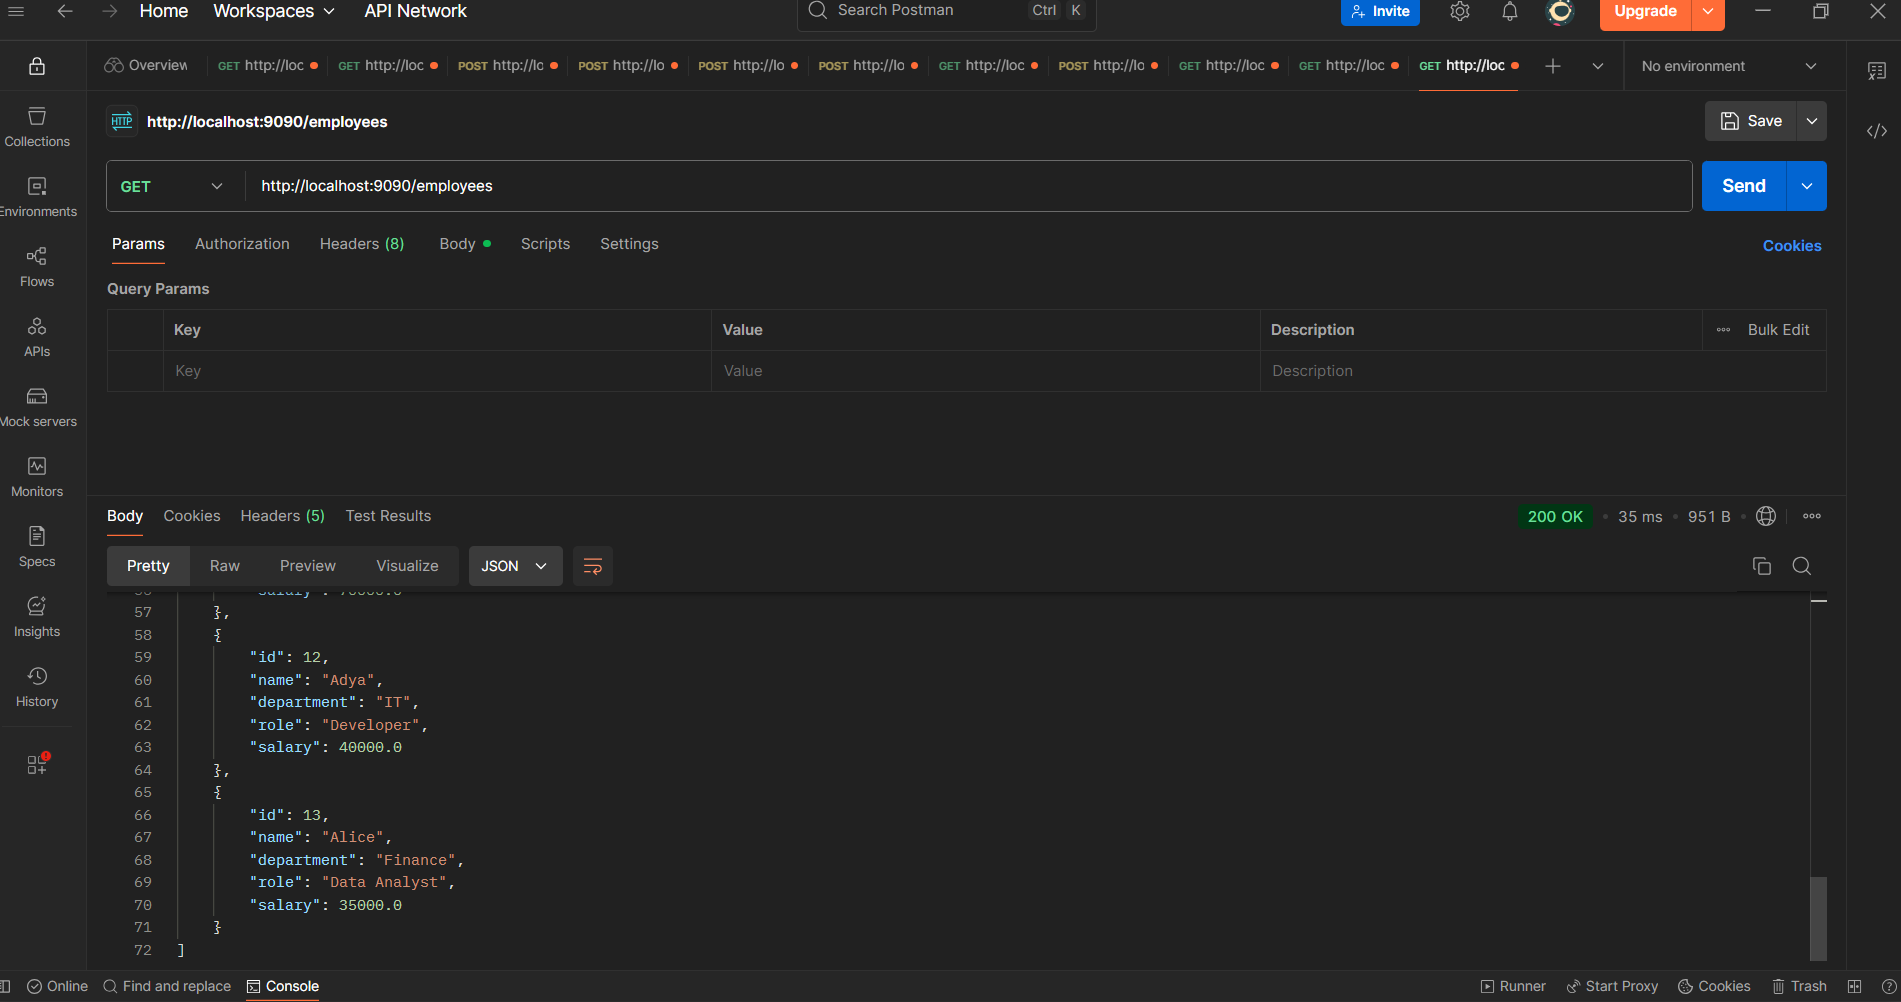 Home Workspaces API Network Search Postman Ctrl K Invite Upgrade
Overview GET http://loc GET http://loc POST http://lo POST http://lo POST http://lo POST http://lo GET http://loc POST http://lo GET http://loc GET http://loc GET http://loc No environment
HTTP http://localhost:9090/employees Save
GET http://localhost:9090/employees Send
Params Authorization Headers (8) Body Scripts Settings Cookies
Query Params
Key Value Description Bulk Edit
Key Value Description
Collections
Environments
Flows
APIs
Mock servers
Monitors
Specs
Insights
History
Body Cookies Headers (5) Test Results 200 OK 35 ms 951 B
Pretty Raw Preview Visualize JSON
57 },
58 {
59 "id": 12,
60 "name": "Adya",
61 "department": "IT",
62 "role": "Developer",
63 "salary": 40000.0
64 },
65 {
66 "id": 13,
67 "name": "Alice",
68 "department": "Finance",
69 "role": "Data Analyst",
70 "salary": 35000.0
71 }
72 ]
Online Find and replace Console Runner Start Proxy Cookies Trash